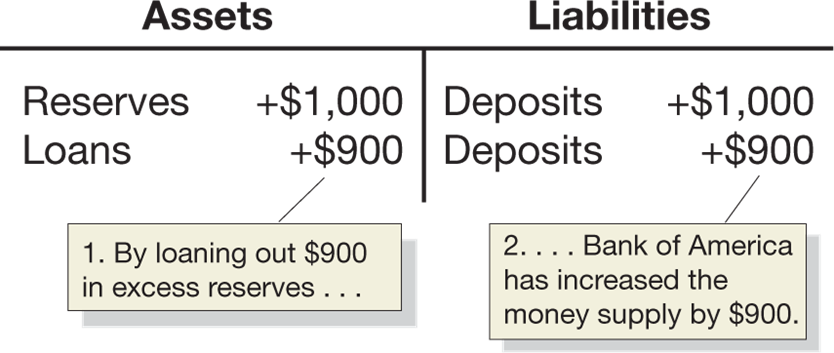 Assets Liabilities
Reserves +$1,000 Deposits +$1,000
Loans +$900 Deposits +$900
1. By loaning out $900
in excess reserves . . .
2. . . . Bank of America
has increased the
money supply by $900.